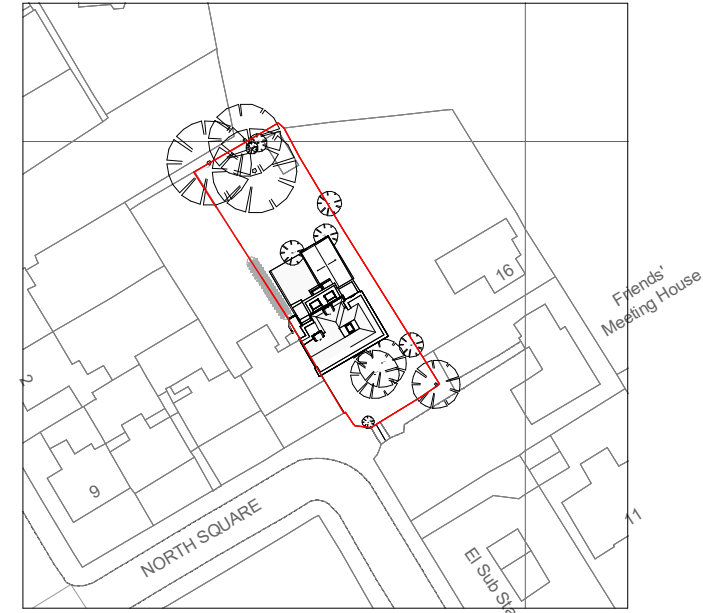 16
Friends'
Meeting House
2
9
NORTH SQUARE
11
El Sub Sta